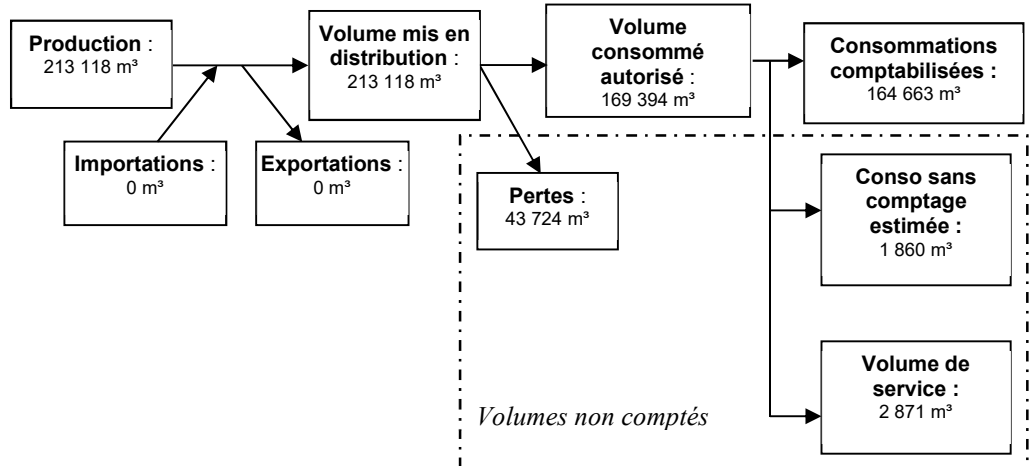 Production :
213 118 m³
Volume mis en
distribution :
213 118 m³
Volume
consommé
autorisé :
169 394 m³
Consommations
comptabilisées :
164 663 m³
Importations :
0 m³
Exportations :
0 m³
Pertes :
43 724 m³
Conso sans
comptage
estimée :
1 860 m³
Volume de
service :
2 871 m³
Volumes non comptés